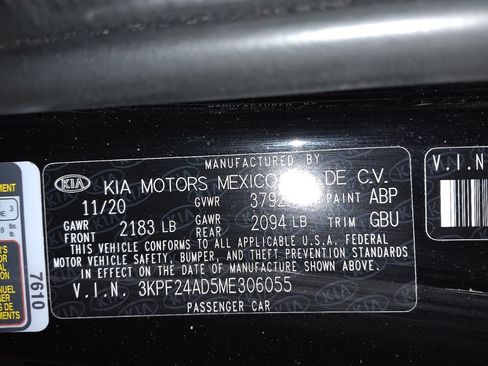 MANUFACTURED BY
KIA KIA MOTORS MEXICO DE C.V.
11/20 GVWR 3792 PAINT ABP
GAWR FRONT 2183 LB GAWR REAR 2094 LB TRIM GBU
THIS VEHICLE CONFORMS TO ALL APPLICABLE U.S.A. FEDERAL
MOTOR VEHICLE SAFETY, BUMPER, AND THEFT PREVENTION STANDARDS
IN EFFECT ON THE DATE OF MANUFACTURE SHOWN ABOVE.
V.I.N. 3KPF24AD5ME306055
PASSENGER CAR
V.I.N
7610